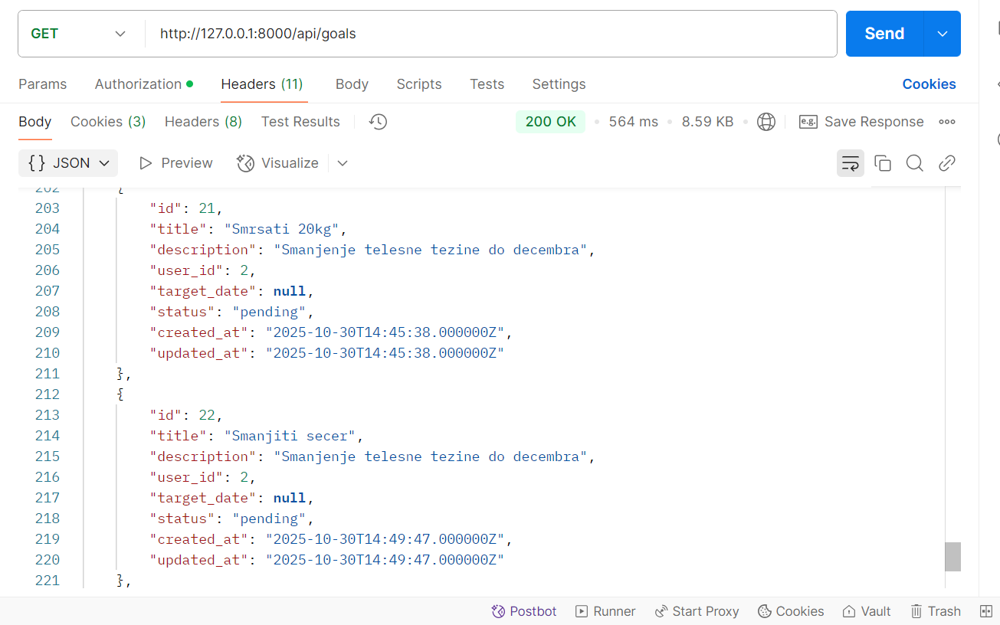 GET http://127.0.0.1:8000/api/goals Send
Params Authorization Headers (11) Body Scripts Tests Settings Cookies
Body Cookies (3) Headers (8) Test Results 200 OK 564 ms 8.59 KB e.g. Save Response
{} JSON Preview Visualize
202 {
203 "id": 21,
204 "title": "Smrsati 20kg",
205 "description": "Smanjenje telesne tezine do decembra",
206 "user_id": 2,
207 "target_date": null,
208 "status": "pending",
209 "created_at": "2025-10-30T14:45:38.000000Z",
210 "updated_at": "2025-10-30T14:45:38.000000Z"
211 },
212 {
213 "id": 22,
214 "title": "Smanjiti secer",
215 "description": "Smanjenje telesne tezine do decembra",
216 "user_id": 2,
217 "target_date": null,
218 "status": "pending",
219 "created_at": "2025-10-30T14:49:47.000000Z",
220 "updated_at": "2025-10-30T14:49:47.000000Z"
221 },
Postbot Runner Start Proxy Cookies Vault Trash